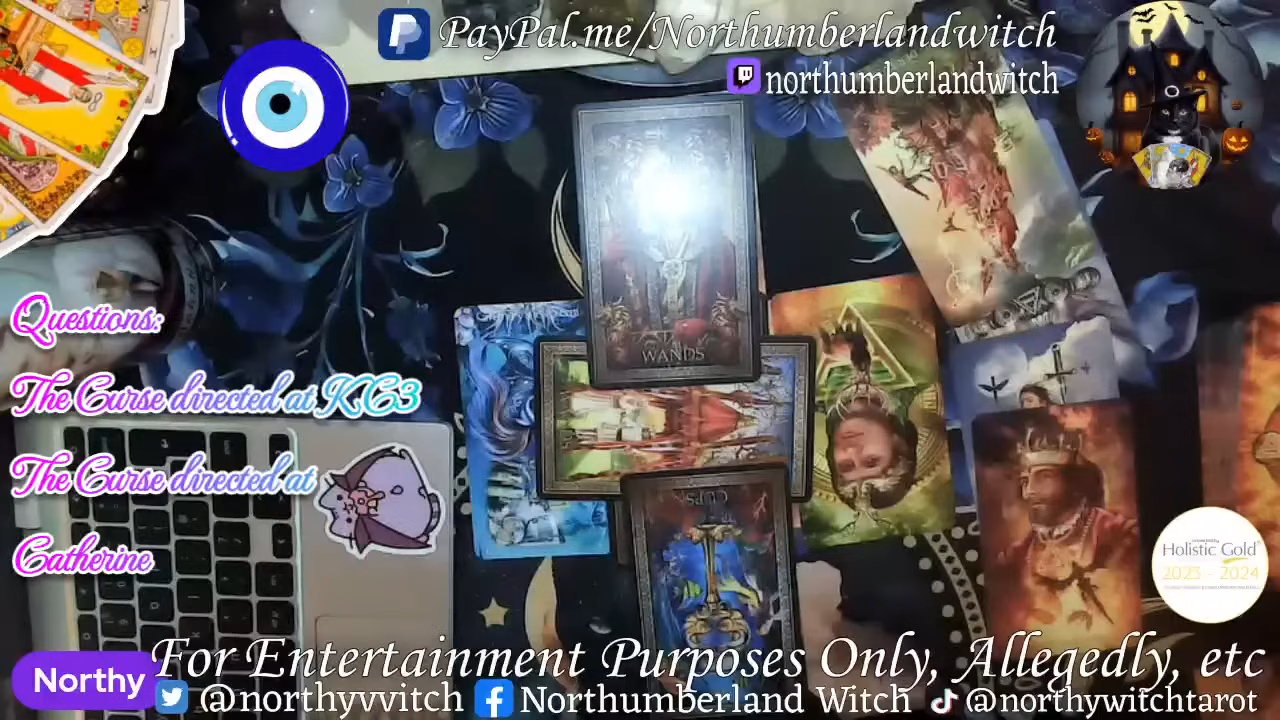 PayPal.me/Northumberlandwitch
northumberlandwitch
Questions:
The Curse directed at KC3
The Curse directed at
Catherine
WANDS
CUPS
Holistic Gold
2023 - 2024
For Entertainment Purposes Only, Allegedly, etc
Northy
@northyvvitch
Northumberland Witch
@northywitchtarot